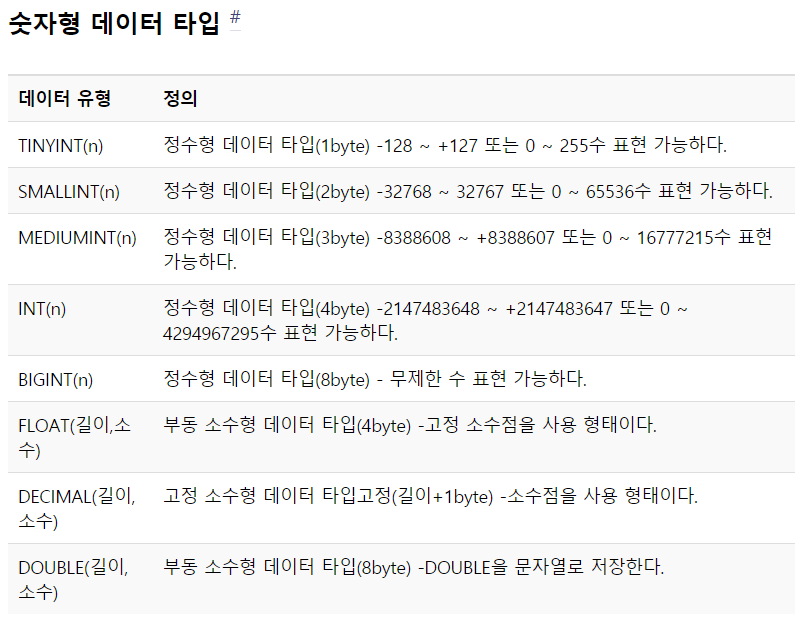 숫자형 데이터 타입 #
데이터 유형 정의
TINYINT(n) 정수형 데이터 타입(1byte) -128 ~ +127 또는 0 ~ 255수 표현 가능하다.
SMALLINT(n) 정수형 데이터 타입(2byte) -32768 ~ 32767 또는 0 ~ 65536수 표현 가능하다.
MEDIUMINT(n) 정수형 데이터 타입(3byte) -8388608 ~ +8388607 또는 0 ~ 16777215수 표현
가능하다.
INT(n) 정수형 데이터 타입(4byte) -2147483648 ~ +2147483647 또는 0 ~
4294967295수 표현 가능하다.
BIGINT(n) 정수형 데이터 타입(8byte) - 무제한 수 표현 가능하다.
FLOAT(길이,소 부동 소수형 데이터 타입(4byte) -고정 소수점을 사용 형태이다.
수)
DECIMAL(길이, 고정 소수형 데이터 타입고정(길이+1byte) -소수점을 사용 형태이다.
소수)
DOUBLE(길이, 부동 소수형 데이터 타입(8byte) -DOUBLE을 문자열로 저장한다.
소수)